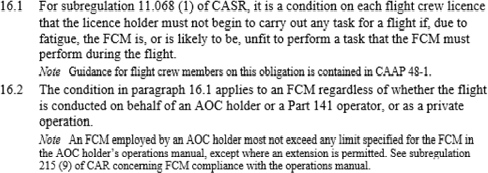 16.1 For subregulation 11.068 (1) of CASR, it is a condition on each flight crew licence
that the licence holder must not begin to carry out any task for a flight if, due to
fatigue, the FCM is, or is likely to be, unfit to perform a task that the FCM must
perform during the flight.
Note Guidance for flight crew members on this obligation is contained in CAAP 48-1.
16.2 The condition in paragraph 16.1 applies to an FCM regardless of whether the flight
is conducted on behalf of an AOC holder or a Part 141 operator, or as a private
operation.
Note An FCM employed by an AOC holder most not exceed any limit specified for the FCM in
the AOC holder's operations manual, except where an extension is permitted. See subregulation
215 (9) of CAR concerning FCM compliance with the operations manual.